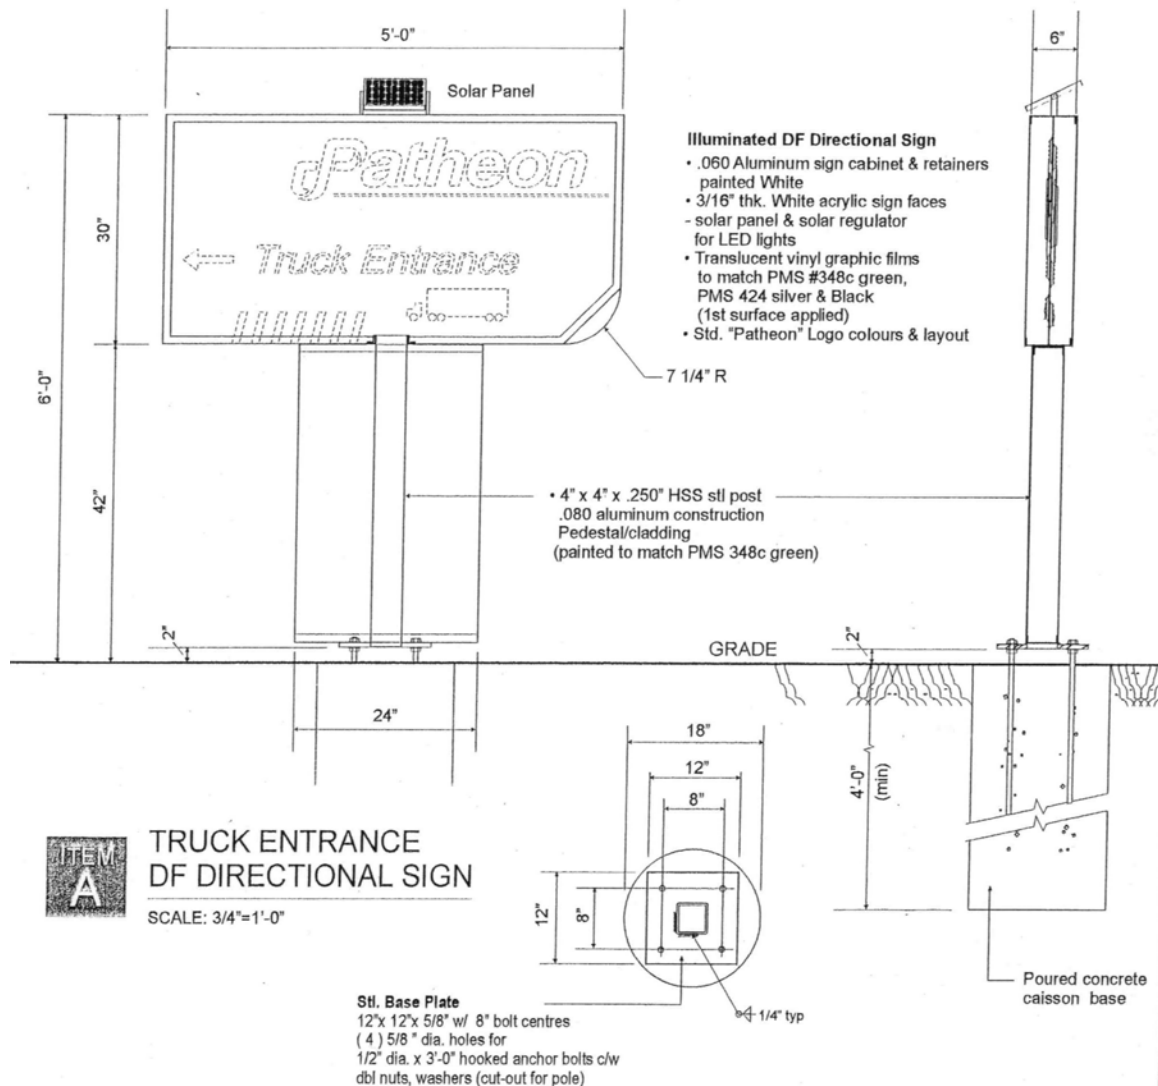 5'-0"
6"
Solar Panel
Patheon
← Truck Entrance
30"
6'-0"
42"
Illuminated DF Directional Sign
• .060 Aluminum sign cabinet & retainers
painted White
• 3/16" thk. White acrylic sign faces
- solar panel & solar regulator
for LED lights
• Translucent vinyl graphic films
to match PMS #348c green,
PMS 424 silver & Black
(1st surface applied)
• Std. "Patheon" Logo colours & layout
7 1/4" R
• 4" x 4" x .250" HSS stl post
.080 aluminum construction
Pedestal/cladding
(painted to match PMS 348c green)
2"
GRADE
2"
24"
18"
12"
8"
4'-0"
(min)
ITEM
A
TRUCK ENTRANCE
DF DIRECTIONAL SIGN
SCALE: 3/4"=1'-0"
12"
8"
1/4" typ
Poured concrete
caisson base
Stl. Base Plate
12"x 12"x 5/8" w/ 8" bolt centres
( 4 ) 5/8 " dia. holes for
1/2" dia. x 3'-0" hooked anchor bolts c/w
dbl nuts, washers (cut-out for pole)